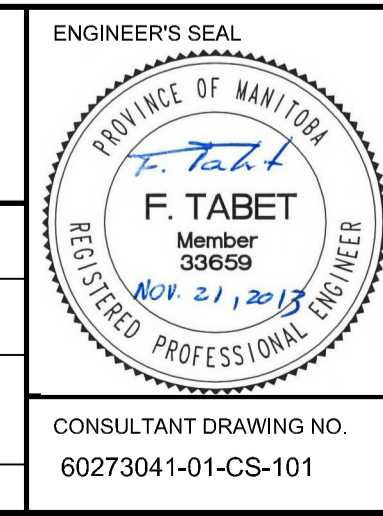 ENGINEER'S SEAL
PROVINCE OF MANITOBA
F. Tabet
F. TABET
Member
33659
NOV. 21, 2013
REGISTERED PROFESSIONAL ENGINEER
CONSULTANT DRAWING NO.
60273041-01-CS-101